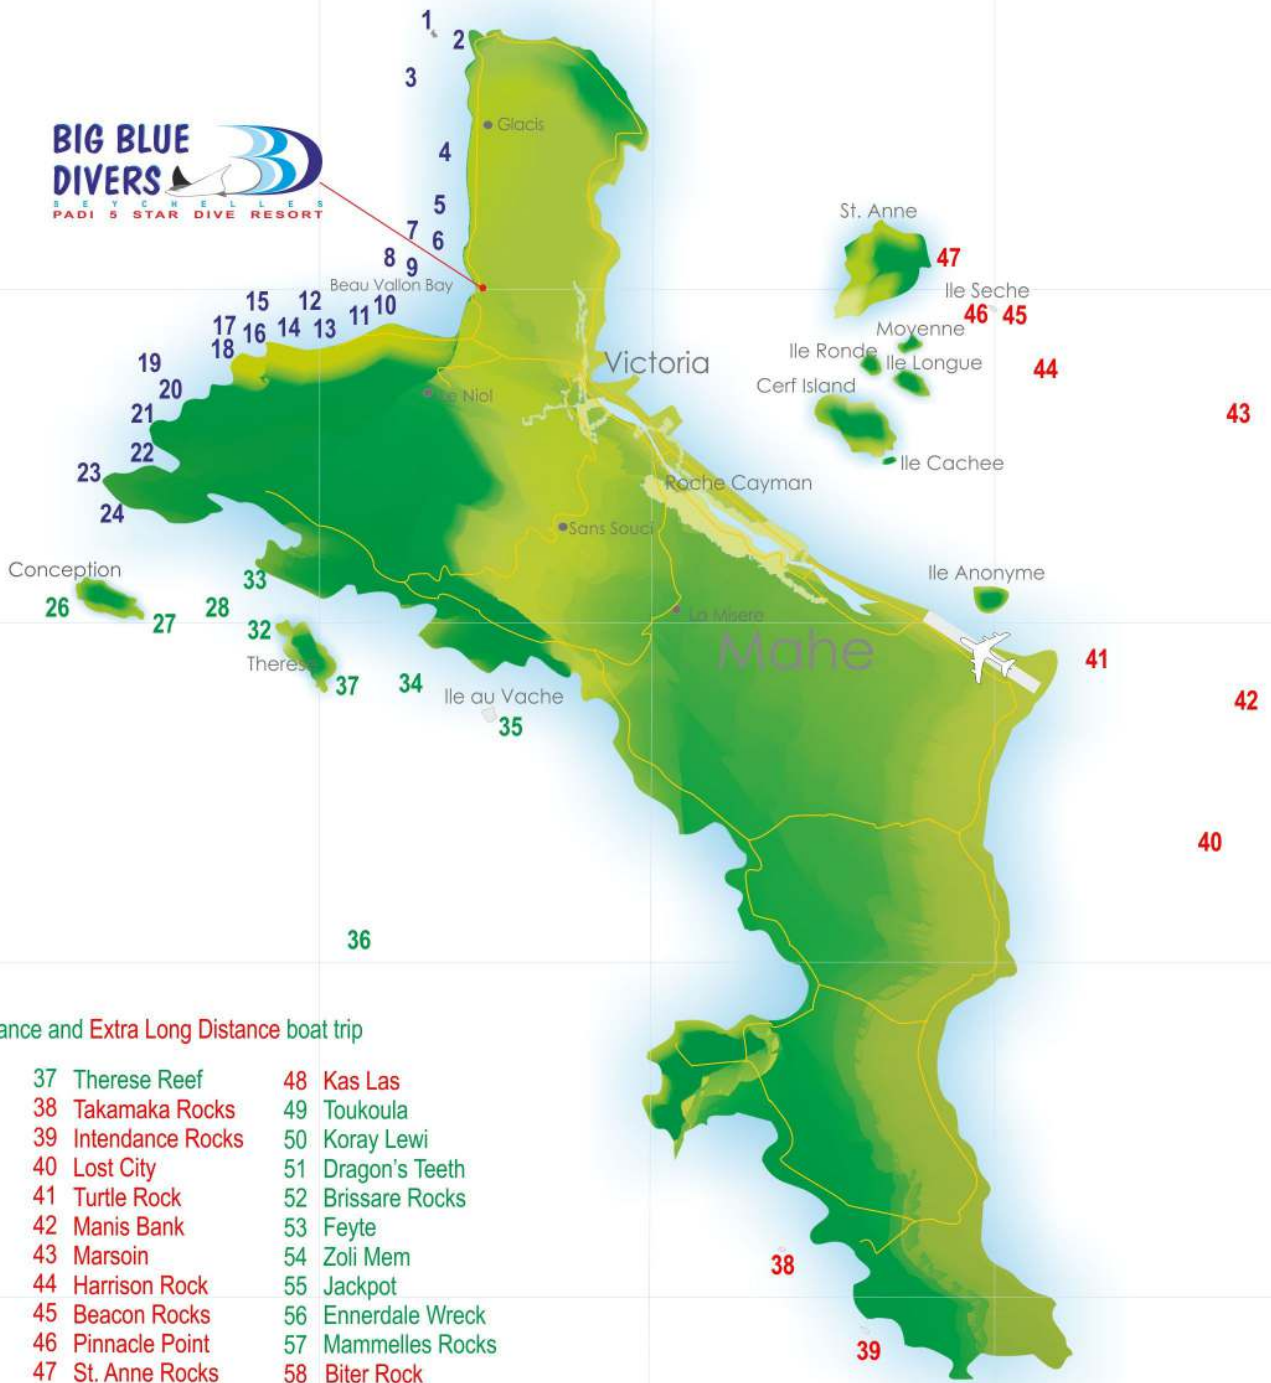 1
2
3
Glacis
BIG BLUE
DIVERS
SEYCHELLES
PADI 5 STAR DIVE RESORT
4
5
7
6
8
9
Beau Vallon Bay
St. Anne
47
Ile Seche
46 45
15
12
10
11
17
16
14
13
18
Moyenne
Ile Ronde
Ile Longue
44
Victoria
19
20
Le Niol
Cerf Island
43
21
22
23
Ile Cachee
Roche Cayman
24
Sans Souci
Conception
33
Ile Anonyme
26
27
28
32
La Misere
Mahe
Therese
41
37
34
Ile au Vache
42
35
40
36
ance and Extra Long Distance boat trip
37 Therese Reef
38 Takamaka Rocks
39 Intendance Rocks
40 Lost City
41 Turtle Rock
42 Manis Bank
43 Marsoin
44 Harrison Rock
45 Beacon Rocks
46 Pinnacle Point
47 St. Anne Rocks
48 Kas Las
49 Toukoula
50 Koray Lewi
51 Dragon's Teeth
52 Brissare Rocks
53 Feyte
54 Zoli Mem
55 Jackpot
56 Ennerdale Wreck
57 Mammelles Rocks
58 Biter Rock
38
39